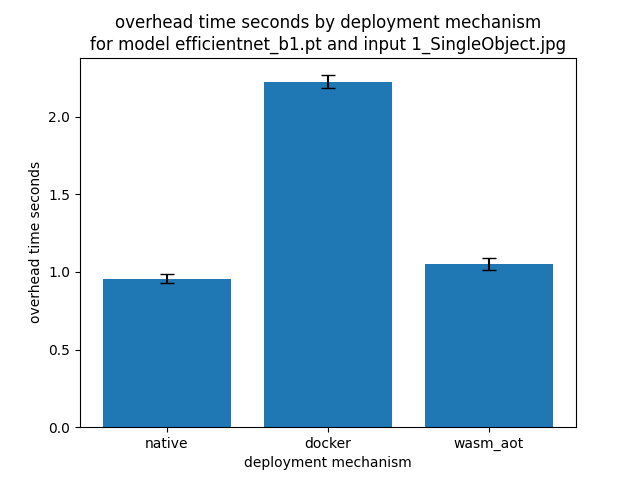 overhead time seconds by deployment mechanism
for model efficientnet_b1.pt and input 1_SingleObject.jpg
overhead time seconds
2.0
1.5
1.0
0.5
0.0
native
docker
wasm_aot
deployment mechanism